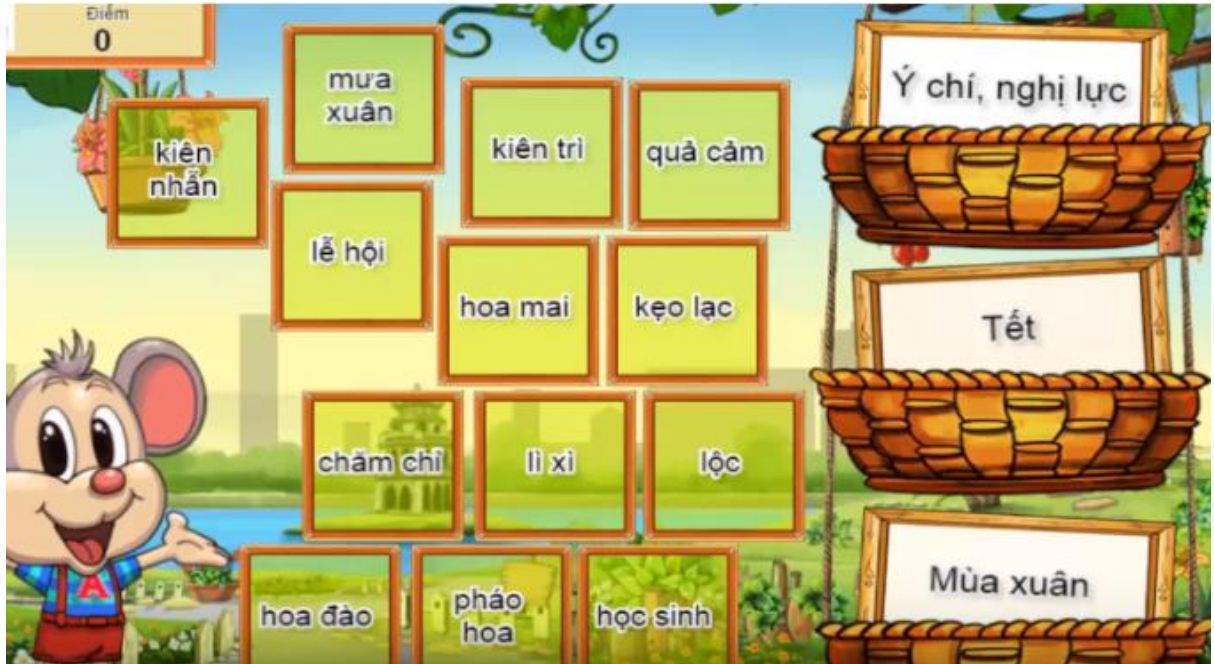 Điểm
0
mưa
xuân
Ý chí, nghị lực
kiên
nhẫn
kiên trì
quả cảm
lễ hội
hoa mai
kẹo lạc
Tết
chăm chỉ
lì xì
lộc
hoa đào
pháo
hoa
học sinh
Mùa xuân
A